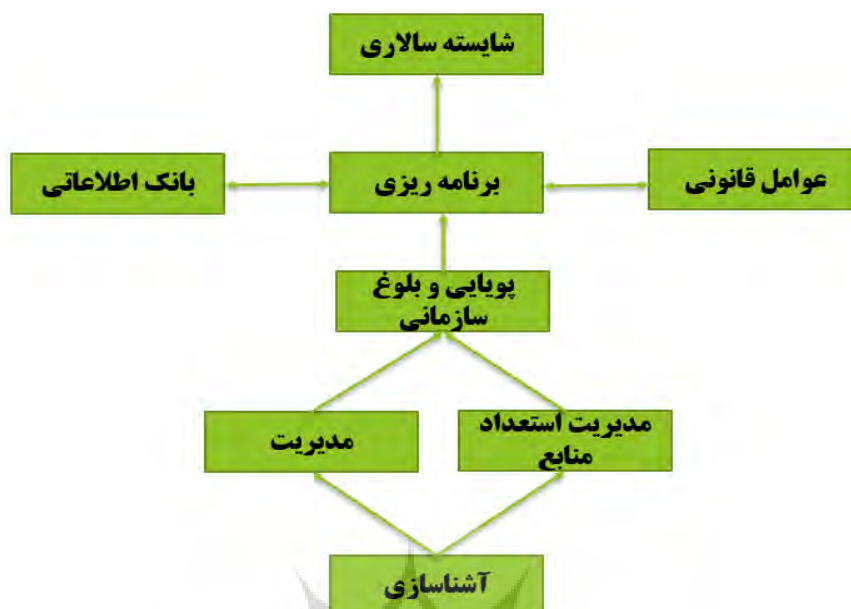 شایسته سالاری
عوامل قانونی
برنامه ریزی
بانک اطلاعاتی
پویایی و بلوغ
سازمانی
مدیریت استعداد
منابع
مدیریت
آشناسازی